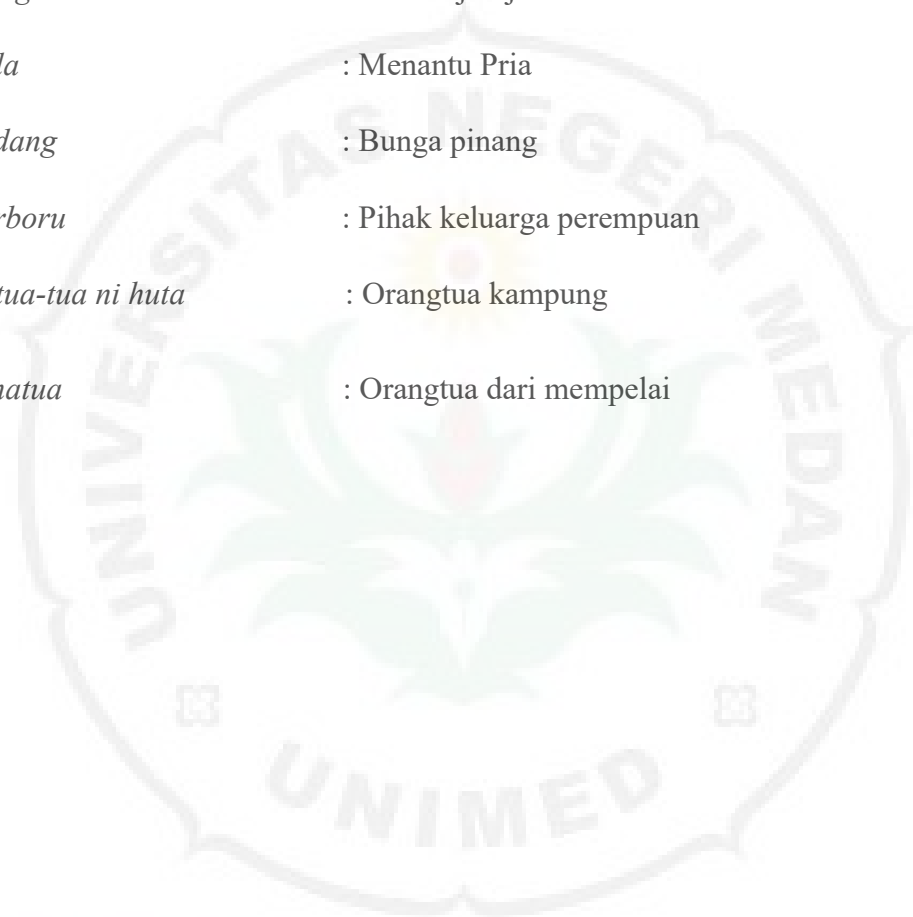 la : Menantu Pria
dang : Bunga pinang
rboru : Pihak keluarga perempuan
tua-tua ni huta : Orangtua kampung
natua : Orangtua dari mempelai
UNIVERSITAS NEGERI MEDAN
UNIMED